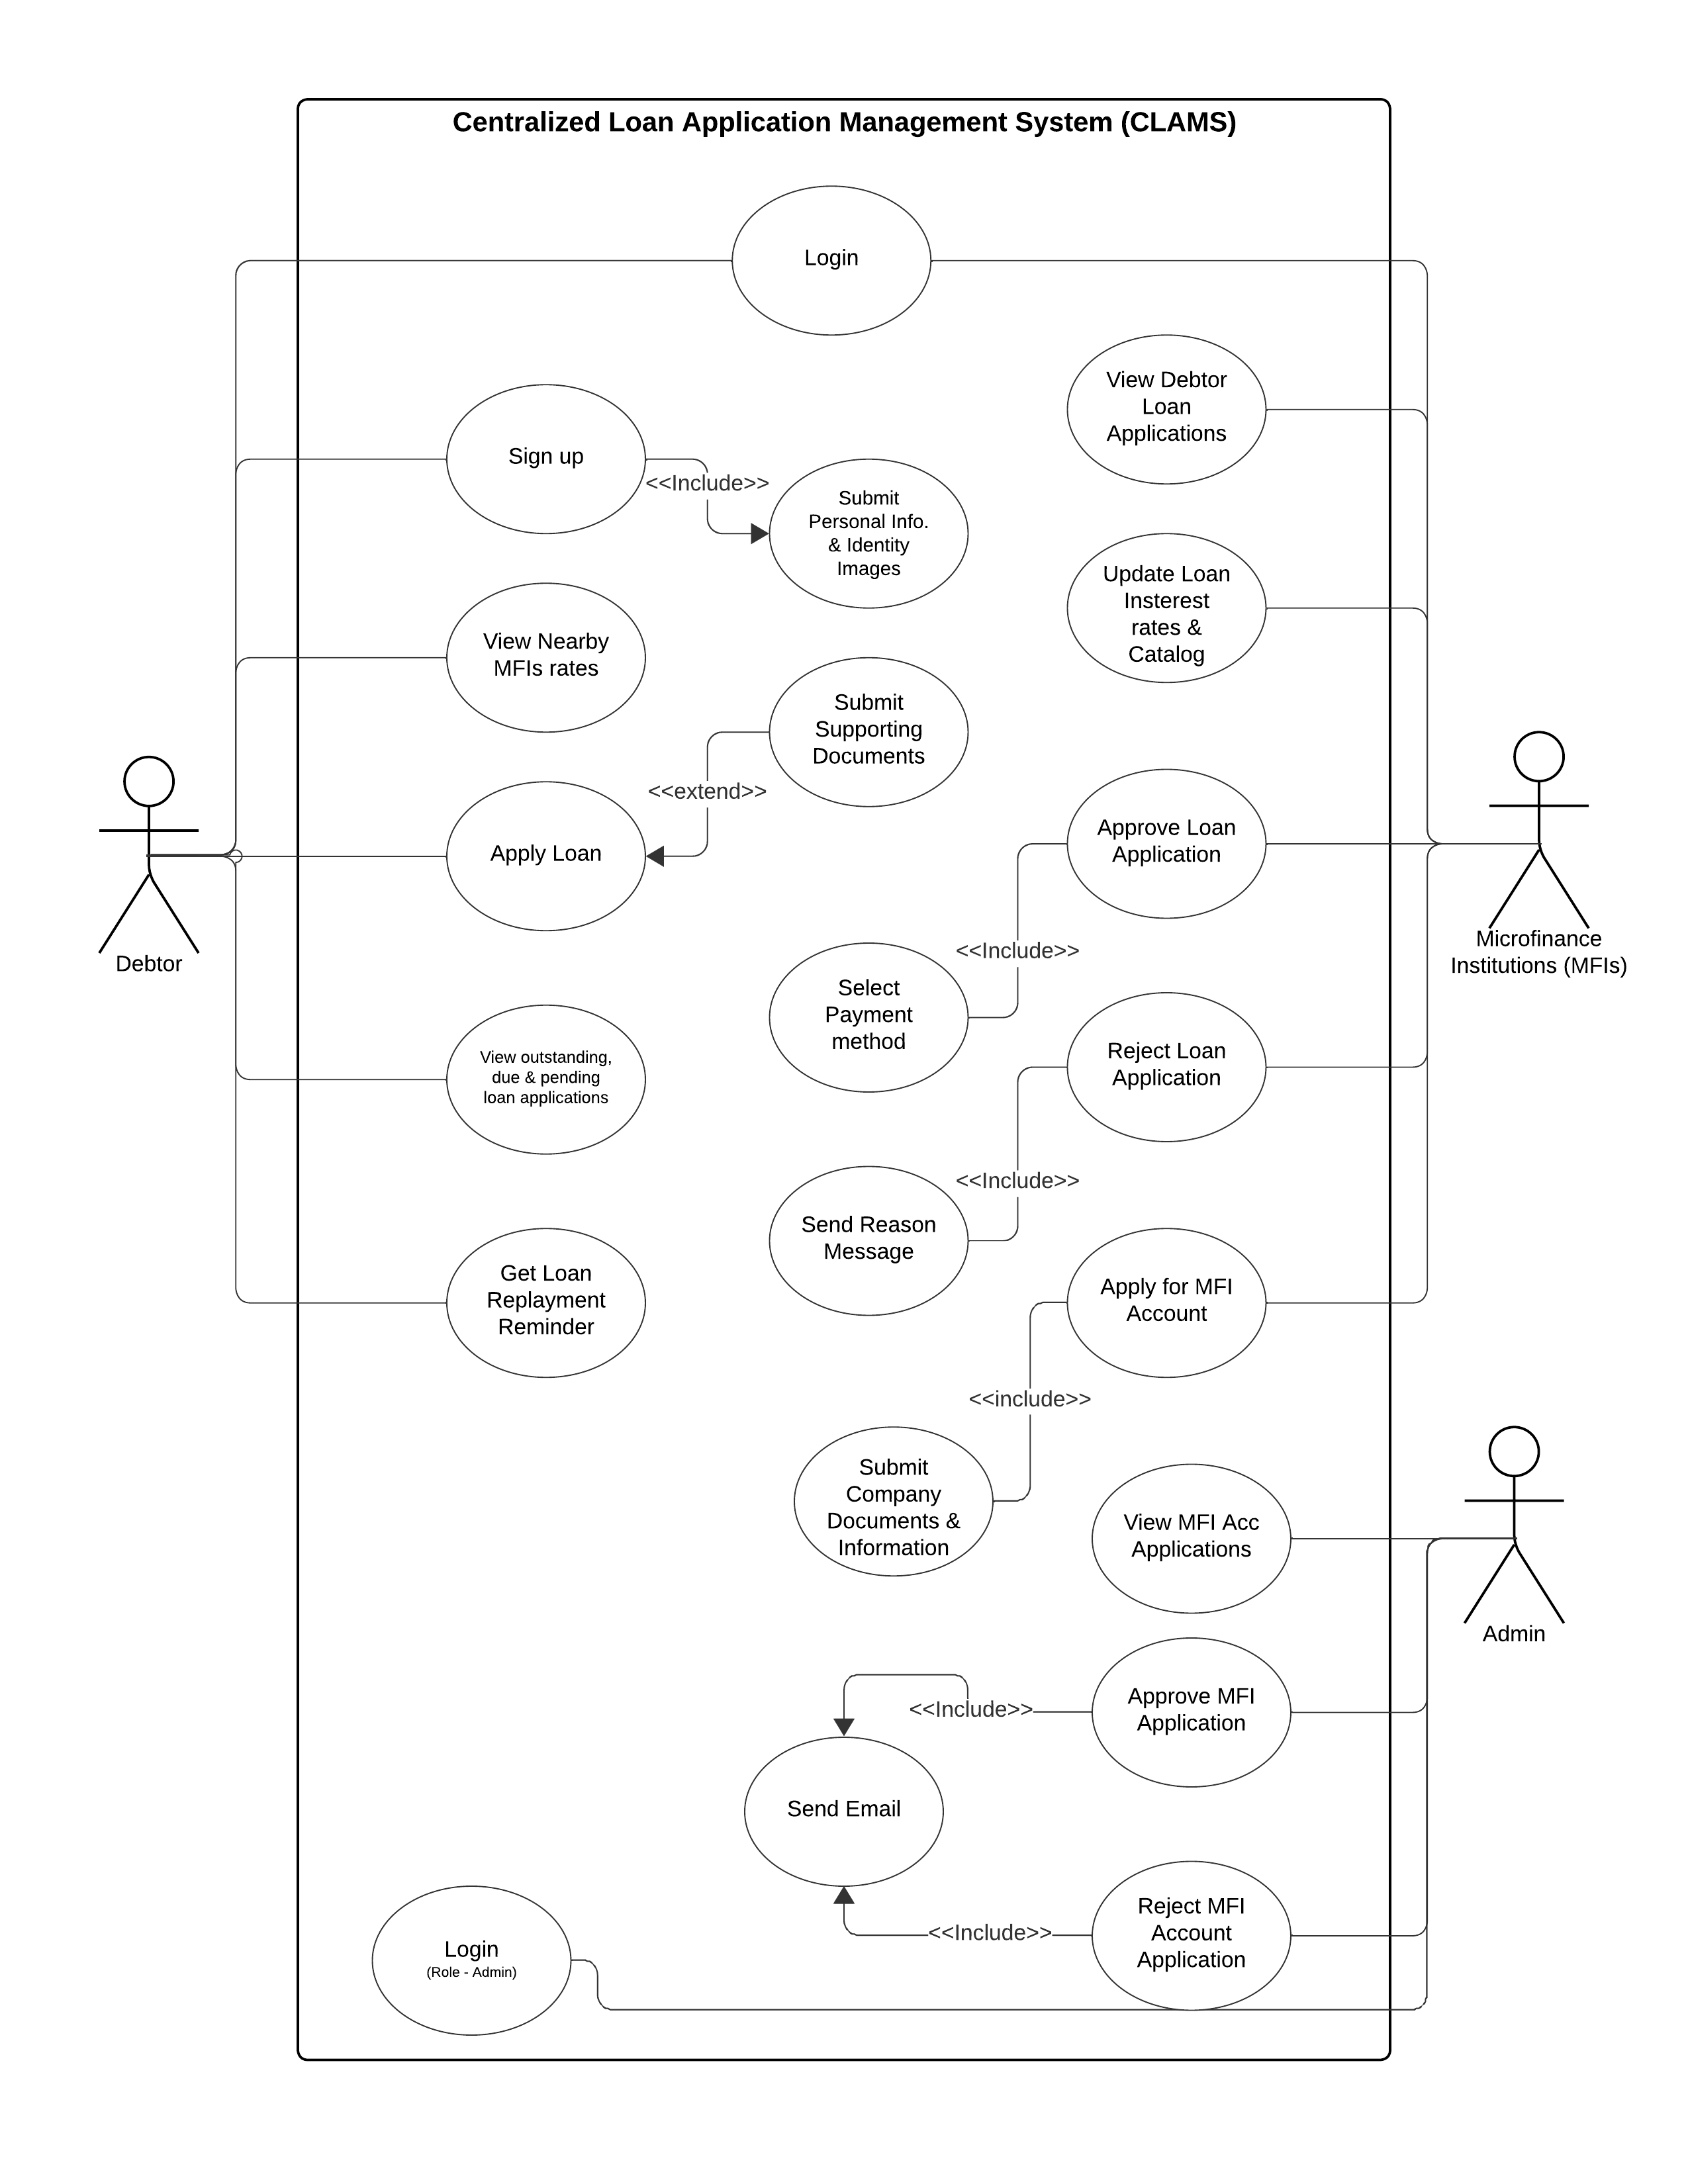 Centralized Loan Application Management System (CLAMS)
Login
View Debtor
Loan
Applications
Sign up
<<Include>>
Submit
Personal Info.
& Identity
Images
Update Loan
Insterest
rates &
Catalog
View Nearby
MFIs rates
Submit
Supporting
Documents
<<extend>>
Apply Loan
Approve Loan
Application
Debtor
Microfinance
Institutions (MFIs)
<<Include>>
Select
Payment
method
Reject Loan
Application
View outstanding,
due & pending
loan applications
<<Include>>
Send Reason
Message
Get Loan
Replayment
Reminder
Apply for MFI
Account
<<include>>
Submit
Company
Documents &
Information
View MFI Acc
Applications
Admin
<<Include>>
Approve MFI
Application
Send Email
<<Include>>
Reject MFI
Account
Application
Login
(Role - Admin)